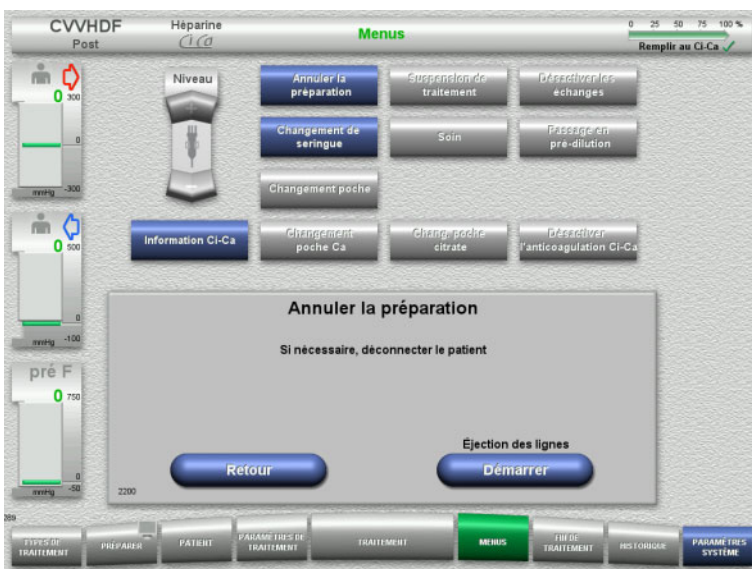 CVVHDF
Post
Héparine
Ci Ca
Menus
0 25 50 75 100 %
Remplir au Ci-Ca
0 300
0
mmHg -300
Niveau
Annuler la préparation
Suspension de traitement
Désactiver les échanges
Changement de seringue
Soin
Passage en pré-dilution
Changement poche
0 500
0
mmHg -100
Information Ci-Ca
Changement poche Ca
Chang. poche citrate
Désactiver l'anticoagulation Ci-Ca
pré F
0 750
0
mmHg -50
Annuler la préparation
Si nécessaire, déconnecter le patient
Éjection des lignes
Retour
Démarrer
2200
269
TYPES DE TRAITEMENT
PRÉPARER
PATIENT
PARAMÈTRES DE TRAITEMENT
TRAITEMENT
MENUS
FIN DE TRAITEMENT
HISTORIQUE
PARAMÈTRES SYSTÈME